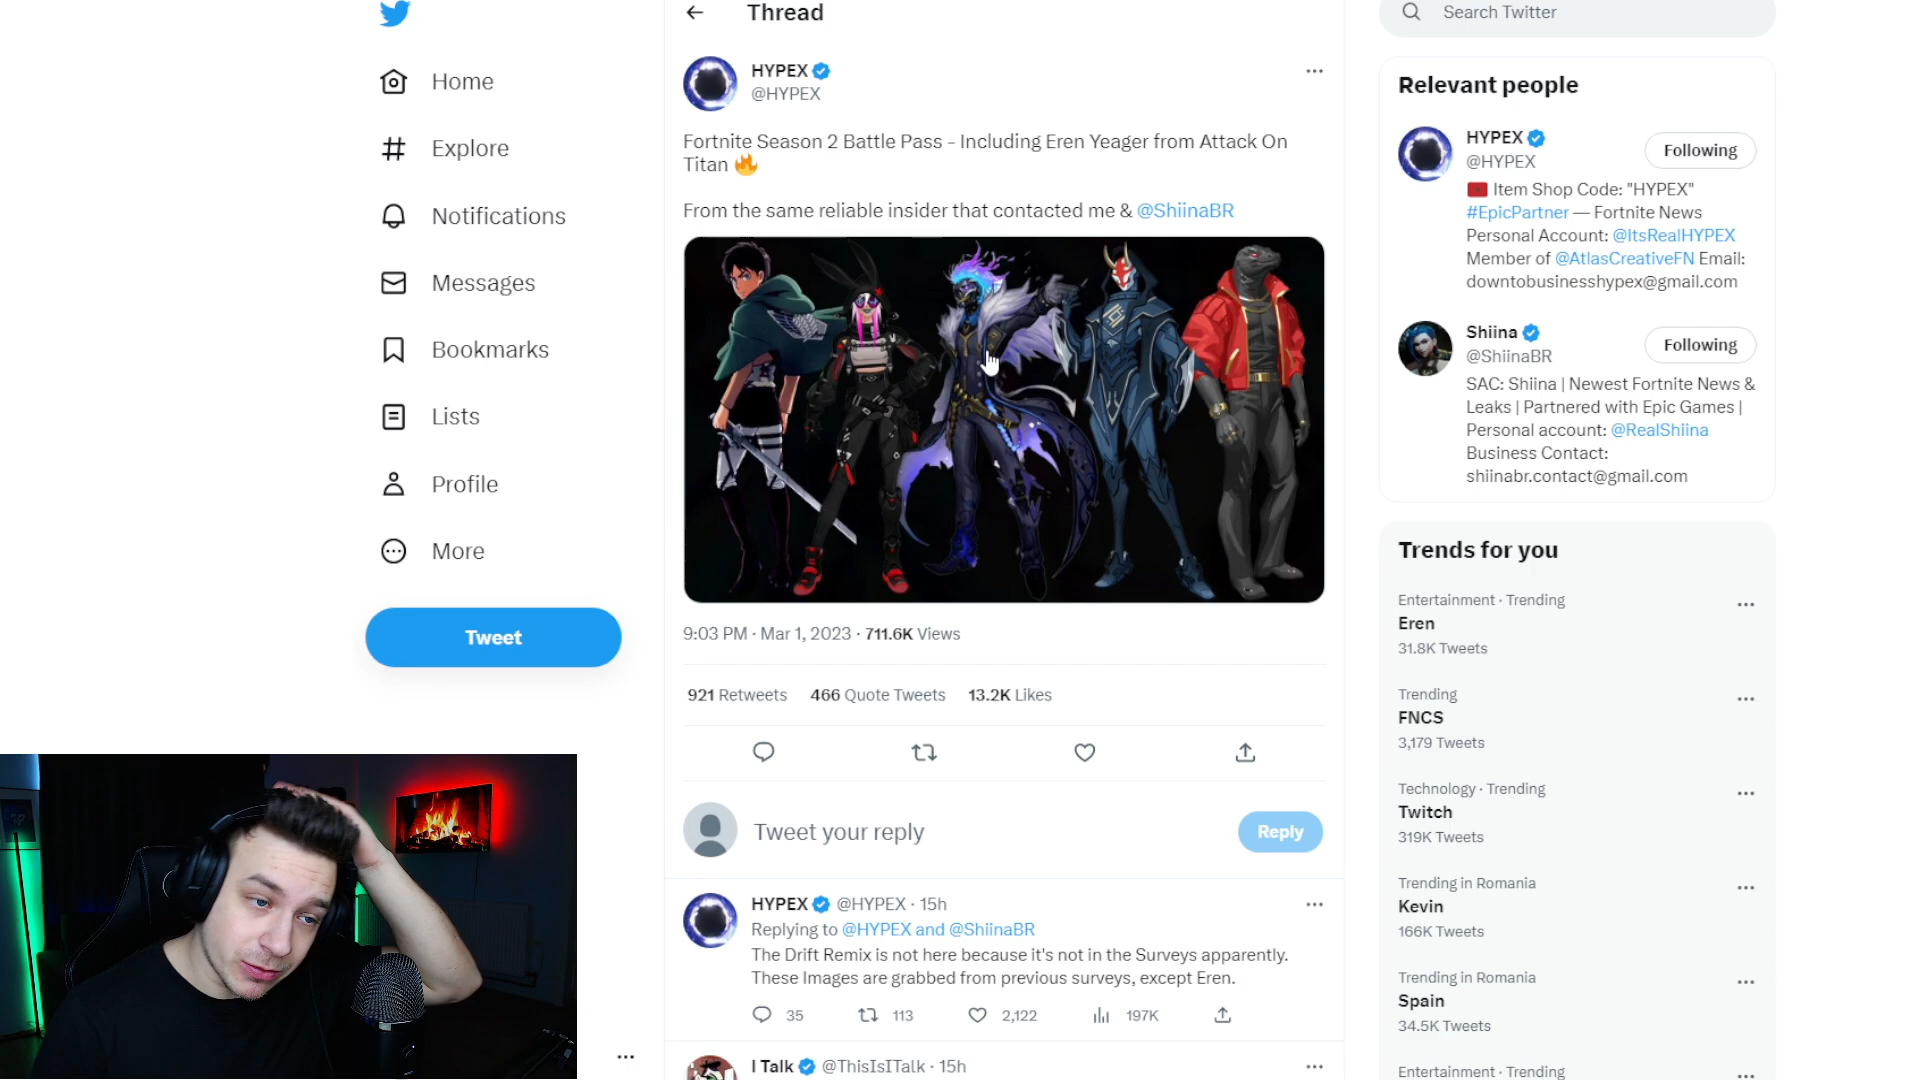 Home
Explore
Notifications
Messages
Bookmarks
Lists
Profile
More
Tweet
Thread
HYPEX
@HYPEX
Fortnite Season 2 Battle Pass - Including Eren Yeager from Attack On
Titan 🔥
From the same reliable insider that contacted me & @ShiinaBR
9:03 PM · Mar 1, 2023 · 711.6K Views
921 Retweets 466 Quote Tweets 13.2K Likes
Tweet your reply
Reply
HYPEX @HYPEX · 15h
Replying to @HYPEX and @ShiinaBR
The Drift Remix is not here because it's not in the Surveys apparently.
These Images are grabbed from previous surveys, except Eren.
35 113 2,122 197K
I Talk @ThisIsITalk · 15h
Search Twitter
Relevant people
HYPEX
@HYPEX
Following
🇲🇦 Item Shop Code: "HYPEX"
#EpicPartner — Fortnite News
Personal Account: @ItsRealHYPEX
Member of @AtlasCreativeFN Email:
downtobusinesshypex@gmail.com
Shiina
@ShiinaBR
Following
SAC: Shiina | Newest Fortnite News &
Leaks | Partnered with Epic Games |
Personal account: @RealShiina
Business Contact:
shiinabr.contact@gmail.com
Trends for you
Entertainment · Trending
Eren
31.8K Tweets
Trending
FNCS
3,179 Tweets
Technology · Trending
Twitch
319K Tweets
Trending in Romania
Kevin
166K Tweets
Trending in Romania
Spain
34.5K Tweets
Entertainment · Trending